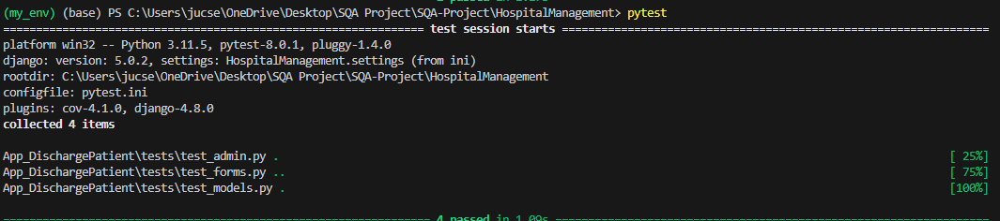 (my_env) (base) PS C:\Users\jucse\OneDrive\Desktop\SQA Project\SQA-Project\HospitalManagement> pytest
test session starts
platform win32 -- Python 3.11.5, pytest-8.0.1, pluggy-1.4.0
django: version: 5.0.2, settings: HospitalManagement.settings (from ini)
rootdir: C:\Users\jucse\OneDrive\Desktop\SQA Project\SQA-Project\HospitalManagement
configfile: pytest.ini
plugins: cov-4.1.0, django-4.8.0
collected 4 items
App_DischargePatient\tests\test_admin.py . [ 25%]
App_DischargePatient\tests\test_forms.py .. [ 75%]
App_DischargePatient\tests\test_models.py . [100%]
4 passed in 1.09s